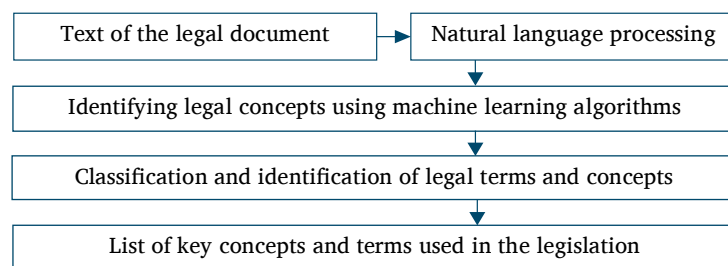 Text of the legal document
Natural language processing
Identifying legal concepts using machine learning algorithms
Classification and identification of legal terms and concepts
List of key concepts and terms used in the legislation